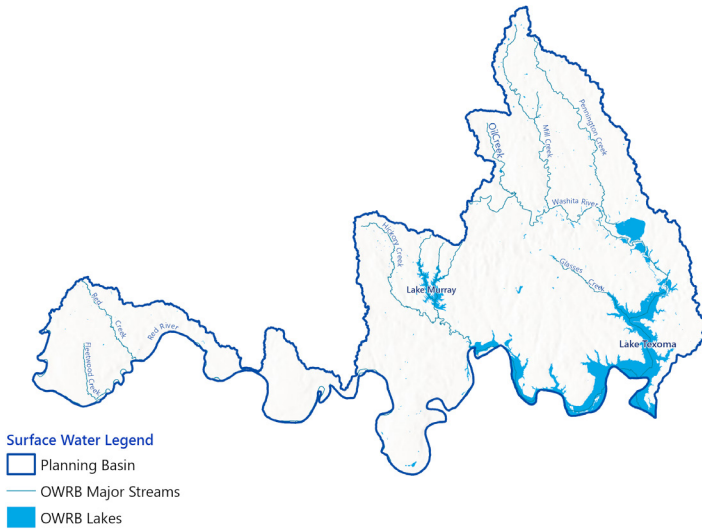 Pennington Creek
Oil Creek
Mill Creek
Washita River
Hickory Creek
Glasses Creek
Lake Murray
Red Creek
Red River
Lake Texoma
Fleetwood Creek
Surface Water Legend
Planning Basin
OWRB Major Streams
OWRB Lakes